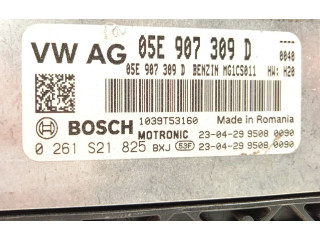 VW AG 05E 907 309 D 0040
05E 907 309 D BENZIN MG1CS011 HW: H20
BOSCH 1039T53160 Made in Romania
MOTRONIC 23-04-29 9508 0090
0 261 S21 825 BXJ 53F 23-04-29 9508 0090